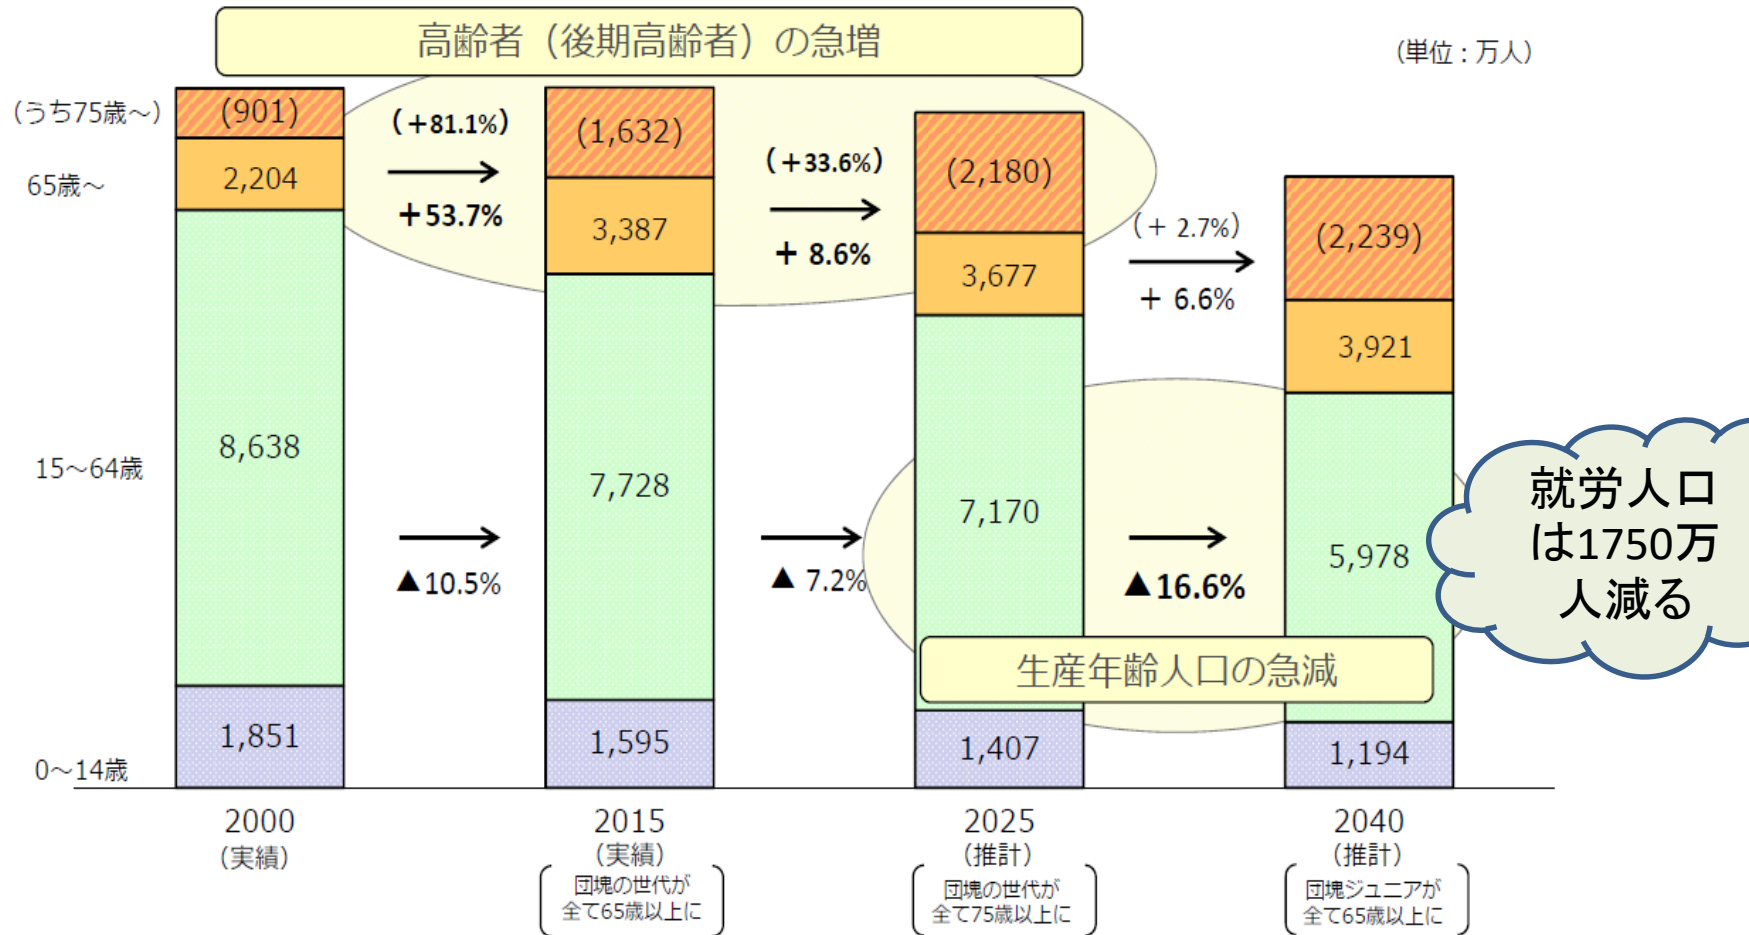 高齢者（後期高齢者）の急増
（単位：万人）
（うち75歳～）
(901)
（+81.1%）
(1,632)
（+33.6%）
(2,180)
（+ 2.7%）
(2,239)
65歳～
2,204
+53.7%
3,387
+ 8.6%
3,677
+ 6.6%
3,921
15～64歳
8,638
7,728
7,170
5,978
▲10.5%
▲ 7.2%
▲16.6%
就労人口
は1750万
人減る
生産年齢人口の急減
0～14歳
1,851
1,595
1,407
1,194
2000
（実績）
2015
（実績）
団塊の世代が
全て65歳以上に
2025
（推計）
団塊の世代が
全て75歳以上に
2040
（推計）
団塊ジュニアが
全て65歳以上に